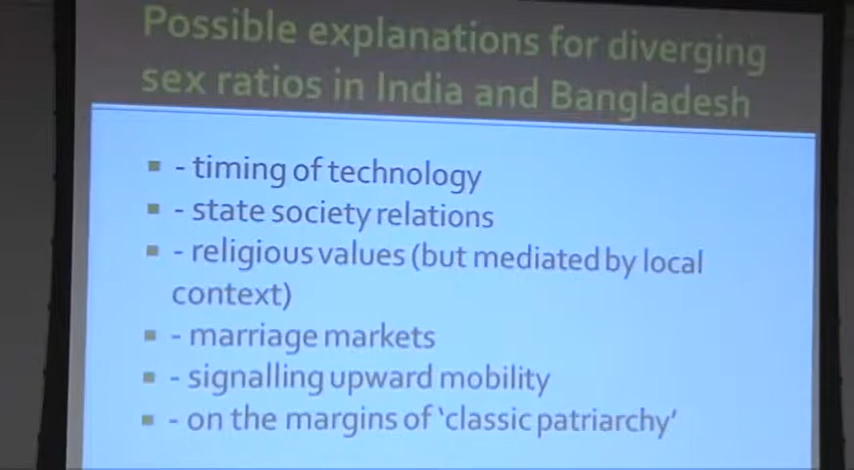 Possible explanations for diverging
sex ratios in India and Bangladesh
- timing of technology
- state society relations
- religious values (but mediated by local
context)
- marriage markets
- signalling upward mobility
- on the margins of ‘classic patriarchy’